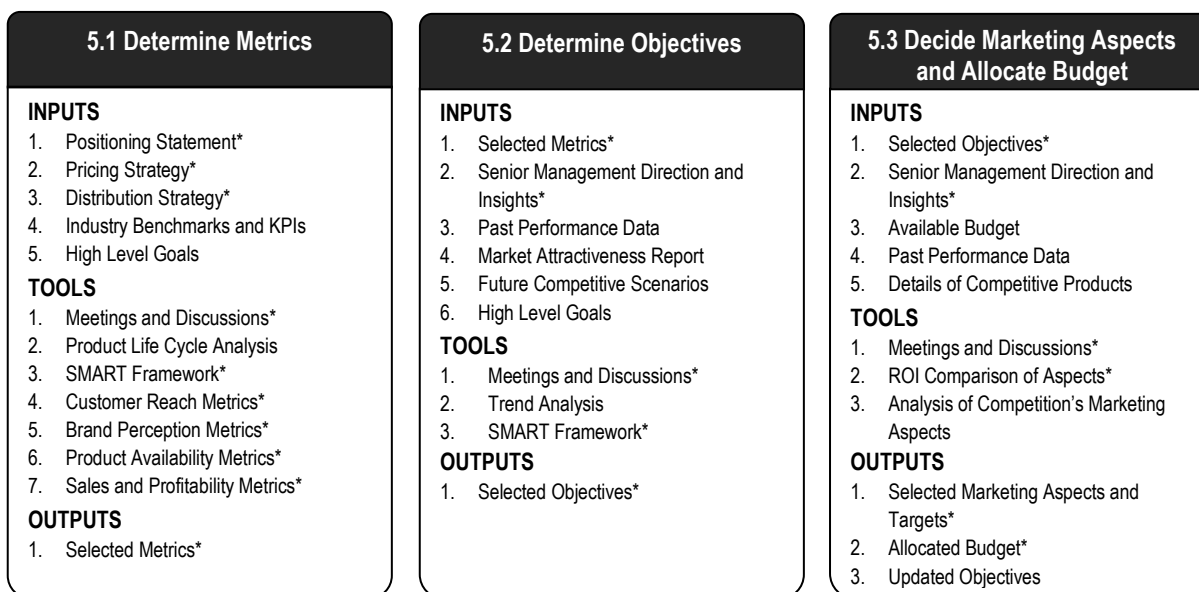 5.1 Determine Metrics
INPUTS
1. Positioning Statement*
2. Pricing Strategy*
3. Distribution Strategy*
4. Industry Benchmarks and KPIs
5. High Level Goals
TOOLS
1. Meetings and Discussions*
2. Product Life Cycle Analysis
3. SMART Framework*
4. Customer Reach Metrics*
5. Brand Perception Metrics*
6. Product Availability Metrics*
7. Sales and Profitability Metrics*
OUTPUTS
1. Selected Metrics*
5.2 Determine Objectives
INPUTS
1. Selected Metrics*
2. Senior Management Direction and
Insights*
3. Past Performance Data
4. Market Attractiveness Report
5. Future Competitive Scenarios
6. High Level Goals
TOOLS
1. Meetings and Discussions*
2. Trend Analysis
3. SMART Framework*
OUTPUTS
1. Selected Objectives*
5.3 Decide Marketing Aspects
and Allocate Budget
INPUTS
1. Selected Objectives*
2. Senior Management Direction and
Insights*
3. Available Budget
4. Past Performance Data
5. Details of Competitive Products
TOOLS
1. Meetings and Discussions*
2. ROI Comparison of Aspects*
3. Analysis of Competition's Marketing
Aspects
OUTPUTS
1. Selected Marketing Aspects and
Targets*
2. Allocated Budget*
3. Updated Objectives